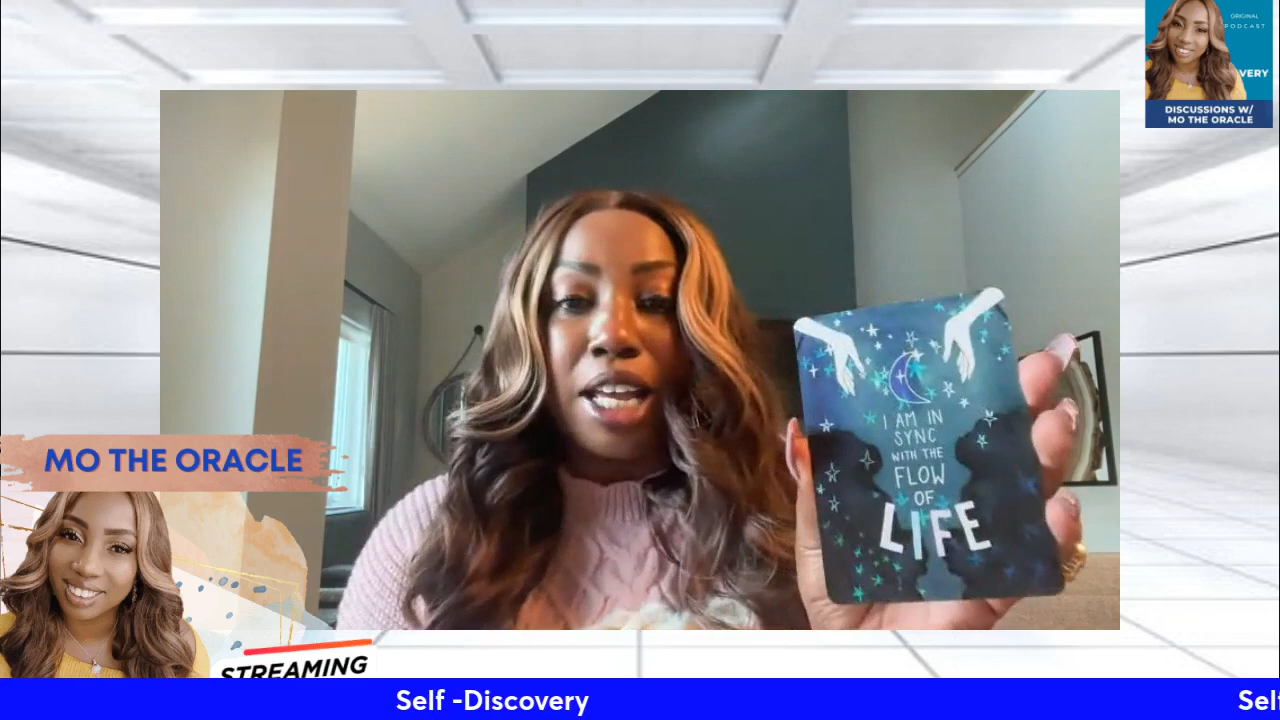 ORIGINAL
PODCAST
VERY
DISCUSSIONS W/
MO THE ORACLE
I AM IN
SYNC
WITH THE
FLOW
OF
LIFE
MO THE ORACLE
STREAMING
Self -Discovery
Self